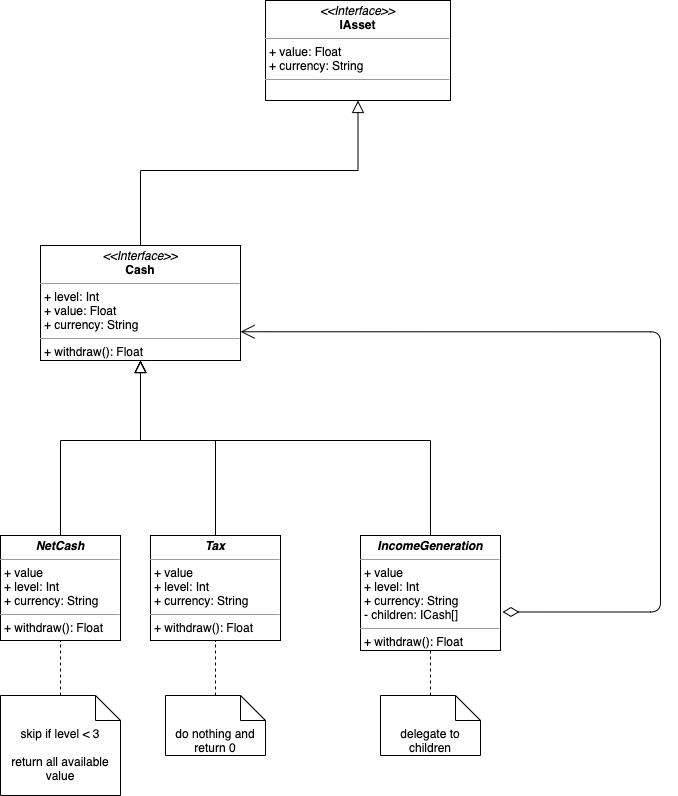 <<Interface>>
IAsset
+ value: Float
+ currency: String
<<Interface>>
Cash
+ level: Int
+ value: Float
+ currency: String
+ withdraw(): Float
NetCash
+ value
+ level: Int
+ currency: String
+ withdraw(): Float
Tax
+ value
+ level: Int
+ currency: String
+ withdraw(): Float
IncomeGeneration
+ value
+ level: Int
+ currency: String
- children: ICash[]
+ withdraw(): Float
skip if level < 3
return all available
value
do nothing and
return 0
delegate to
children